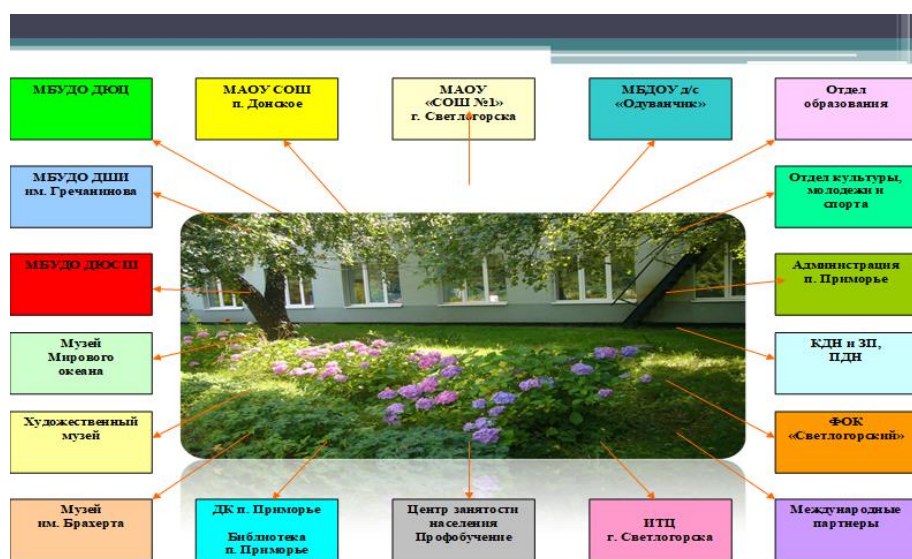 МБУДО ДЮЦ
МАОУ СОШ
п. Донское
МАОУ
«СОШ №1»
г. Светлогорска
МБДОУ д/с
«Одуванчик»
Отдел
образования
МБУДО ДШИ
им. Гречанинова
Отдел культуры,
молодежи и
спорта
МБУДО ДЮСШ
Администрация
п. Приморье
Музей
Мирового
океана
КДН и ЗП,
ПДН
Художественный
музей
ФОК
«Светлогорский»
Музей
им. Брахерта
ДК п. Приморье
Библиотека
п. Приморье
Центр занятости
населения
Профобучение
ИТЦ
г. Светлогорска
Международные
партнеры